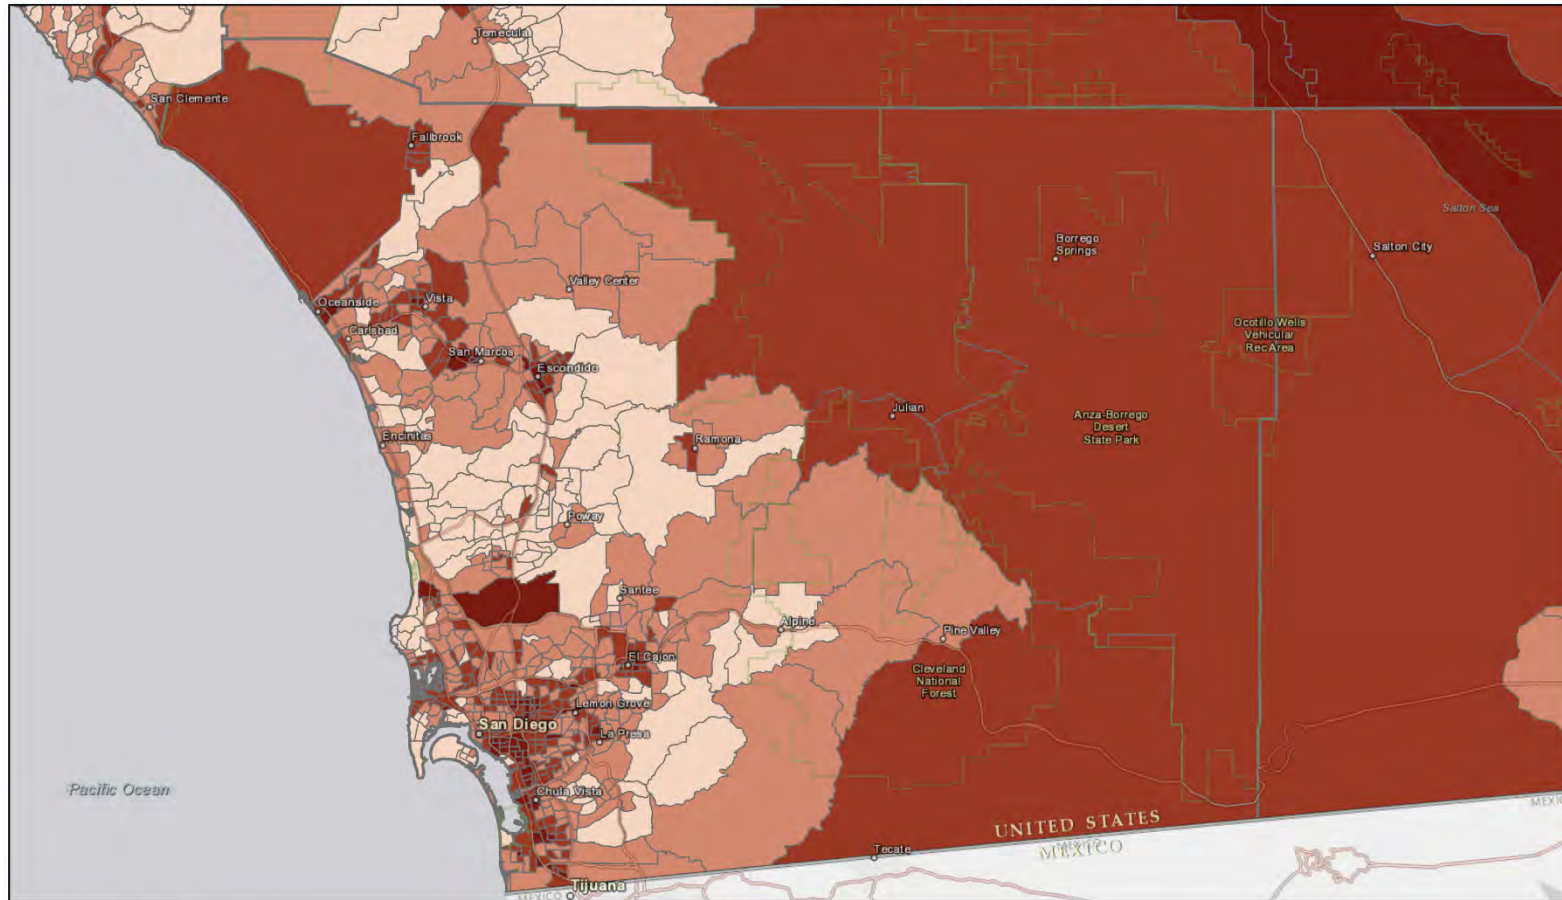 Temecula
San Clemente
Fallbrook
Salton Sea
Borrego
Springs
Salton City
Valley Center
Oceanside
Vista
Carlsbad
Ocotillo Wells
Vehicular
Rec Area
San Marcos
Escondido
Julian
Anza-Borrego
Desert
State Park
Encinitas
Ramona
Poway
Santee
Alpine
Pine Valley
El Cajon
Cleveland
National
Forest
Lemon Grove
San Diego
La Presa
Pacific Ocean
Chula Vista
UNITED STATES
MEXICO
MEXIC
Tecate
Tijuana
MEXICO